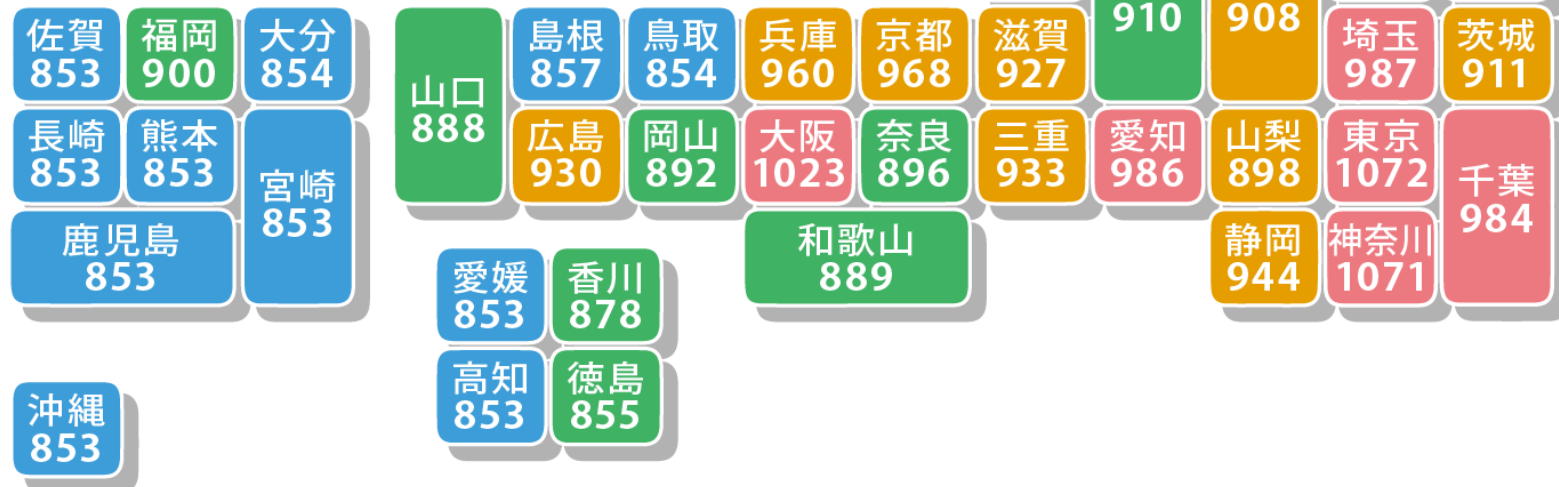 910
908
佐賀
853
福岡
900
大分
854
山口
888
島根
857
鳥取
854
兵庫
960
京都
968
滋賀
927
埼玉
987
茨城
911
長崎
853
熊本
853
宮崎
853
広島
930
岡山
892
大阪
1023
奈良
896
三重
933
愛知
986
山梨
898
東京
1072
千葉
984
鹿児島
853
和歌山
889
静岡
944
神奈川
1071
愛媛
853
香川
878
高知
853
徳島
855
沖縄
853